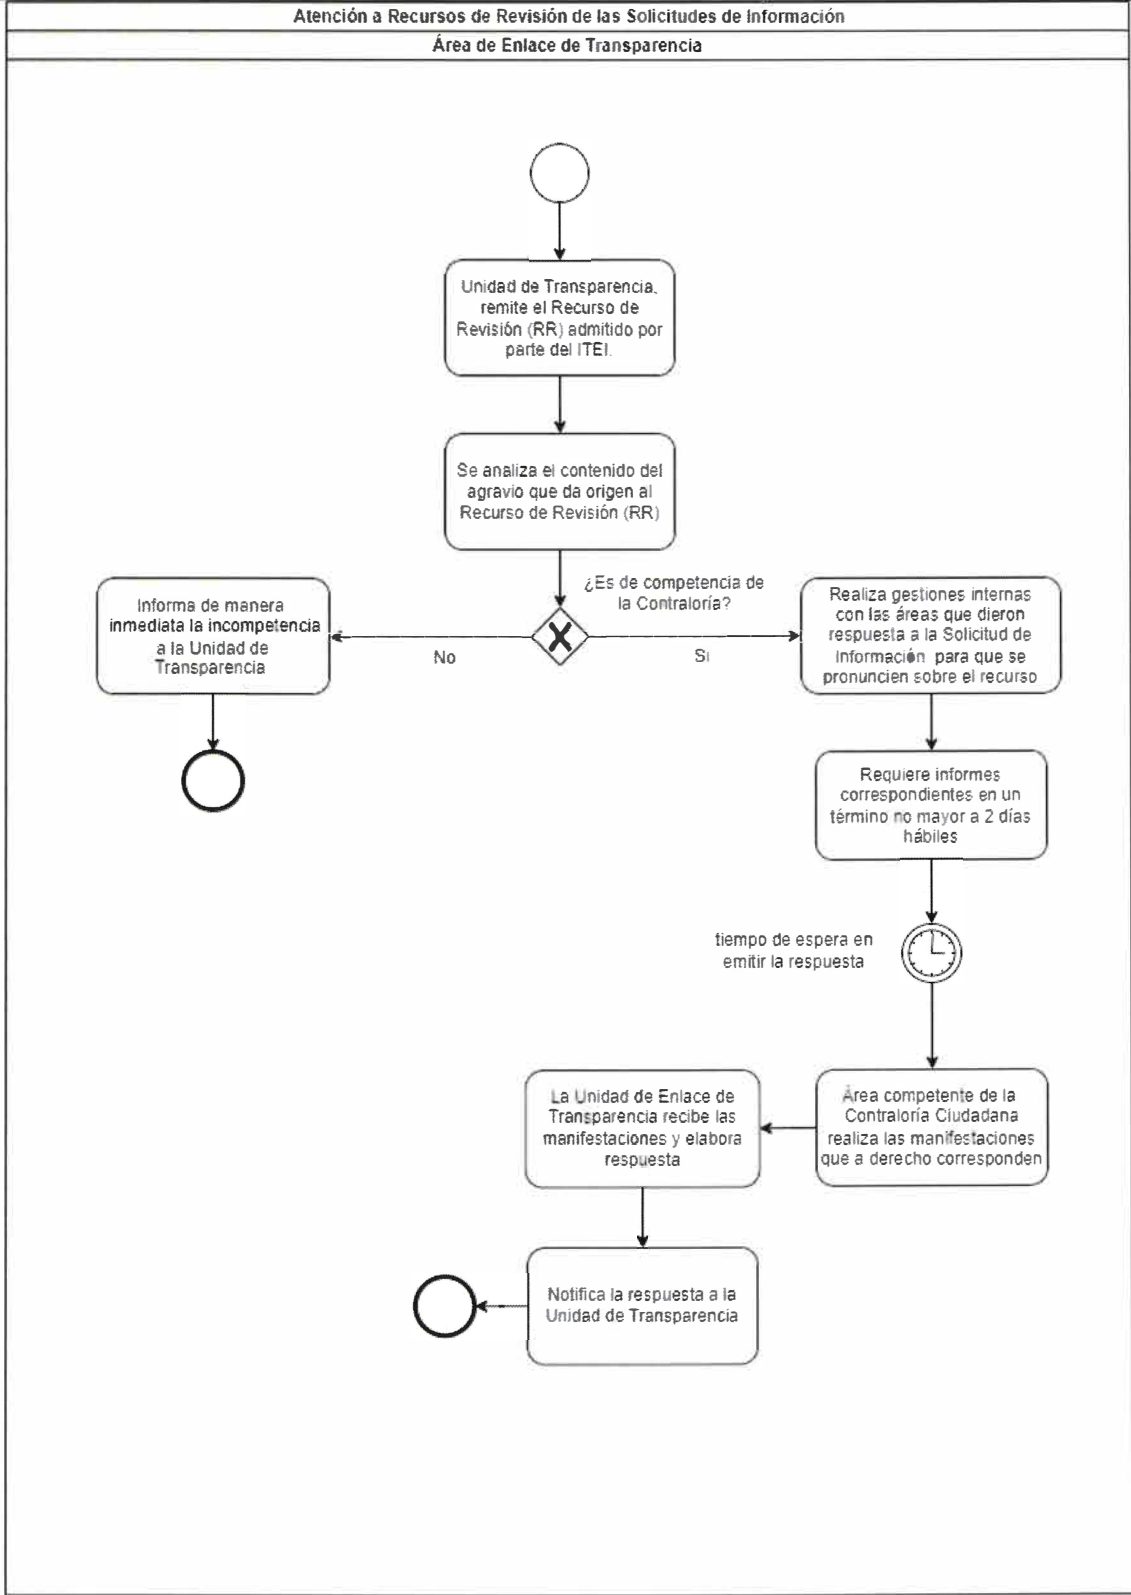 Atención a Recursos de Revisión de las Solicitudes de Información
Área de Enlace de Transparencia
Unidad de Transparencia,
remite el Recurso de
Revisión (RR) admitido por
parte del ITEI.
Se analiza el contenido del
agravio que da origen al
Recurso de Revisión (RR)
¿Es de competencia de
la Contraloría?
No
Si
Informa de manera
inmediata la incompetencia
a la Unidad de
Transparencia
Realiza gestiones internas
con las áreas que dieron
respuesta a la Solicitud de
Información para que se
pronuncien sobre el recurso
Requiere informes
correspondientes en un
término no mayor a 2 días
hábiles
tiempo de espera en
emitir la respuesta
Área competente de la
Contraloría Ciudadana
realiza las manifestaciones
que a derecho corresponden
La Unidad de Enlace de
Transparencia recibe las
manifestaciones y elabora
respuesta
Notifica la respuesta a la
Unidad de Transparencia